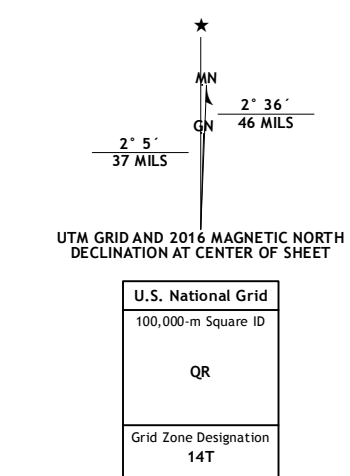 ★
MN
GN
2° 36´
46 MILS
2° 5´
37 MILS
UTM GRID AND 2016 MAGNETIC NORTH
DECLINATION AT CENTER OF SHEET
U.S. National Grid
100,000-m Square ID
QR
Grid Zone Designation
14T